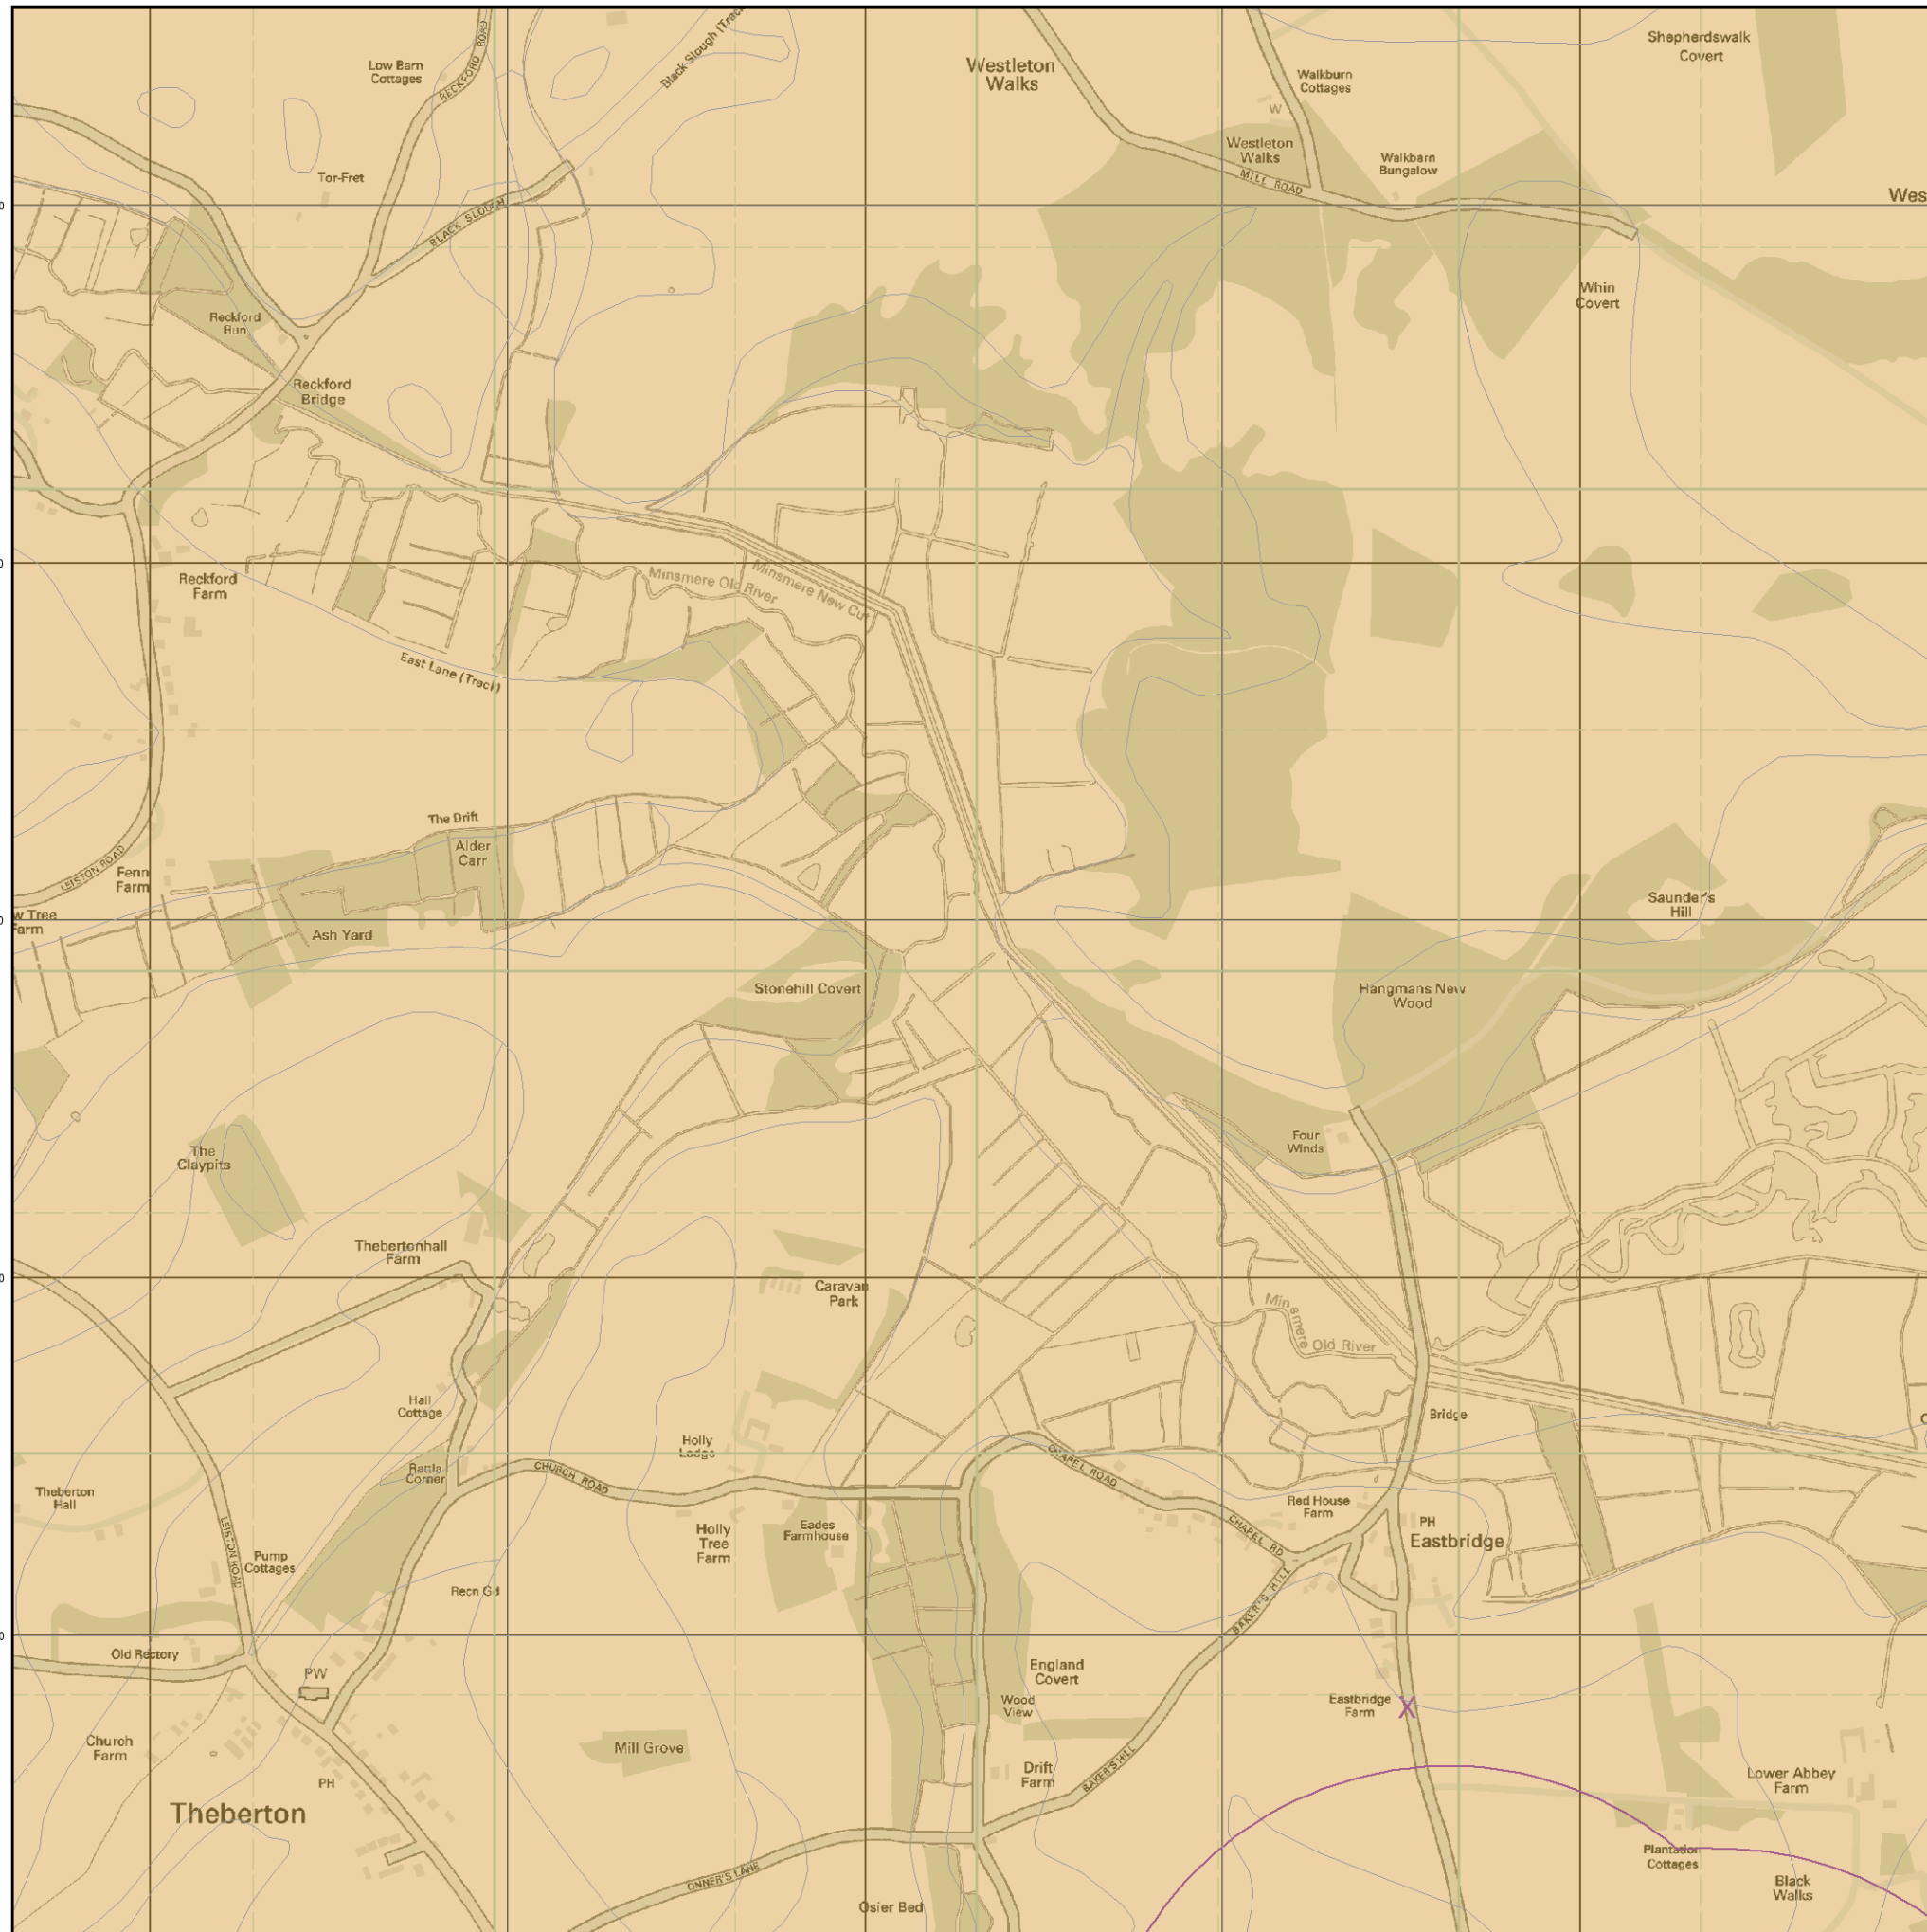 Low Barn
Cottages
RECKFORD ROAD
Black Slough (Track)
Westleton
Walks
Walkburn
Cottages
Shepherdswalk
Covert
W
Westleton
Walks
MILL ROAD
Walkbarn
Bungalow
Wes
Tor-Fret
BLACK SLOUGH
Whin
Covert
Reckford
Run
Reckford
Bridge
Reckford
Farm
Minsmere Old River
Minsmere New Cut
East Lane (Track)
The Drift
Alder
Carr
LEISTON ROAD
Fenn
Farm
w Tree
Farm
Ash Yard
Saunder's
Hill
Stonehill Covert
Hangmans New
Wood
The
Claypits
Four
Winds
Thebertonhall
Farm
Caravan
Park
Minsmere Old River
Hall
Cottage
Bridge
Holly
Lodge
Rattla
Corner
CHURCH ROAD
CHAPEL ROAD
Theberton
Hall
LEISTON ROAD
Holly
Tree
Farm
Eades
Farmhouse
Red House
Farm
CHAPEL RD
PH
Eastbridge
Pump
Cottages
Recn Gd
BAKER'S HILL
Old Rectory
PW
England
Covert
Wood
View
Eastbridge
Farm
X
Church
Farm
Mill Grove
Drift
Farm
BAKER'S HILL
Lower Abbey
Farm
PH
Theberton
Plantation
Cottages
Black
Walks
ONNER'S LANE
Osier Bed